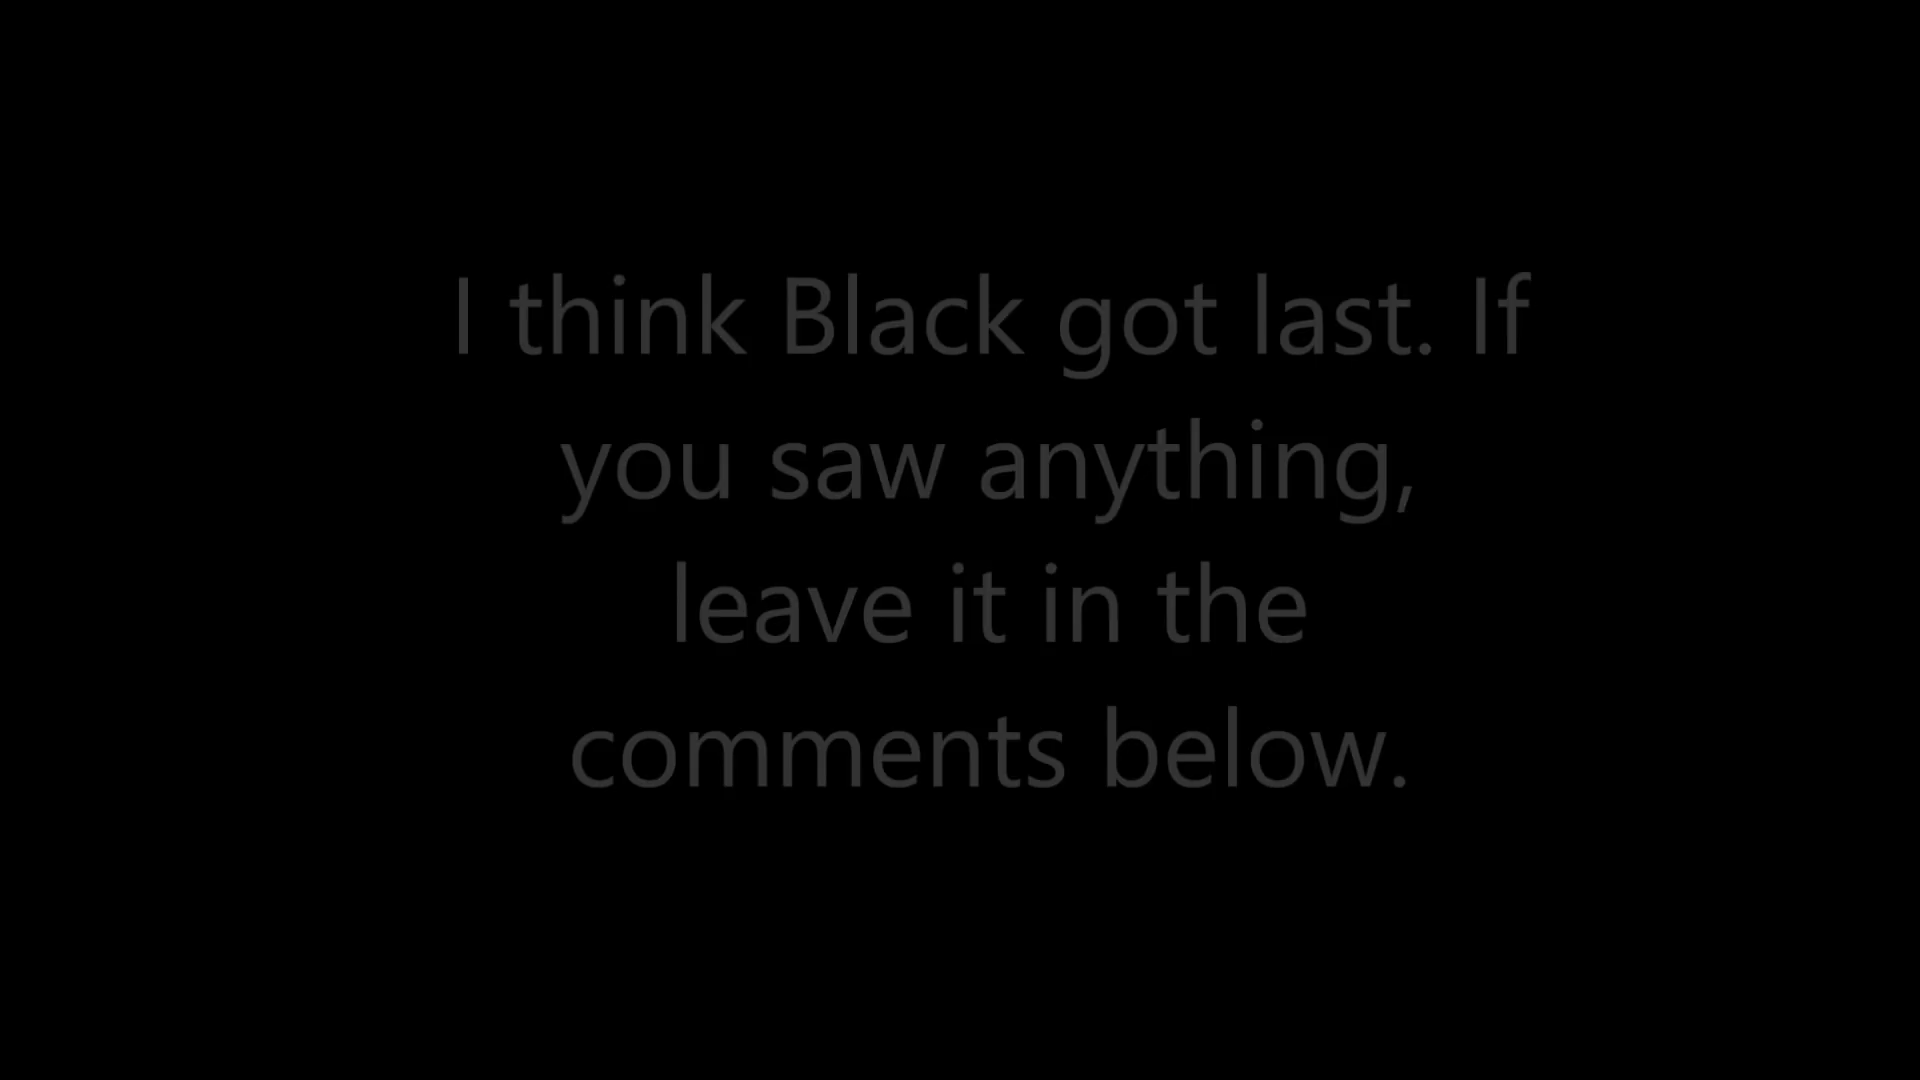 I think Black got last. If
you saw anything,
leave it in the
comments below.